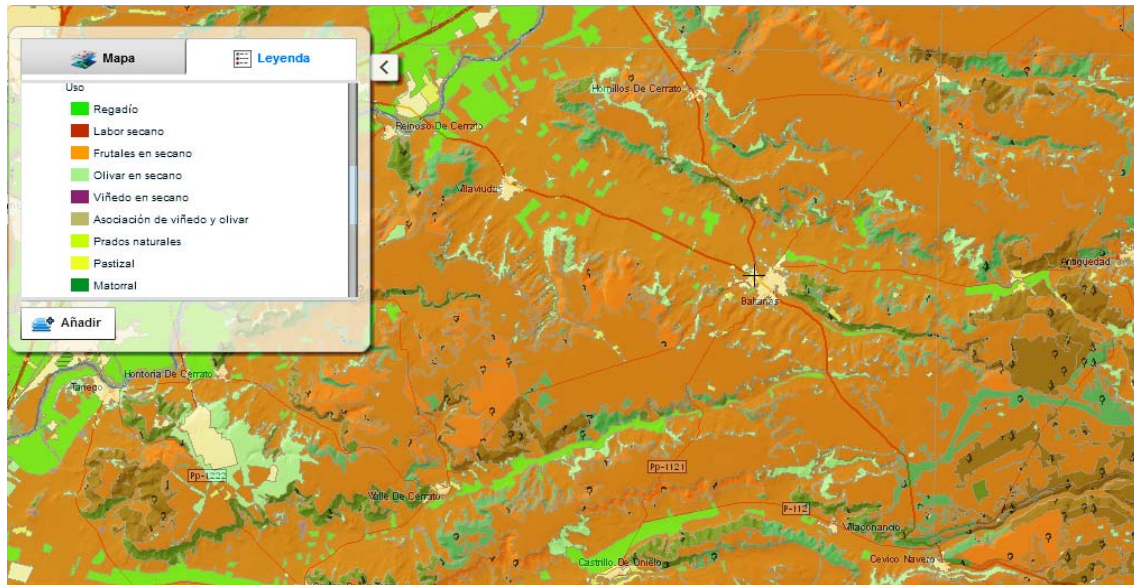 Mapa
Leyenda
Uso
Regadío
Labor secano
Frutales en secano
Olivar en secano
Viñedo en secano
Asociación de viñedo y olivar
Prados naturales
Pastizal
Matorral
Añadir
Hornillos De Cerrato
Reinoso De Cerrato
Villaviudas
Antigüedad
Baltanás
Hontoria De Cerrato
Tariego
Pp-1222
Pp-1121
Valle De Cerrato
P-112
Villaconancio
Castrillo De Onielo
Cevico Navero